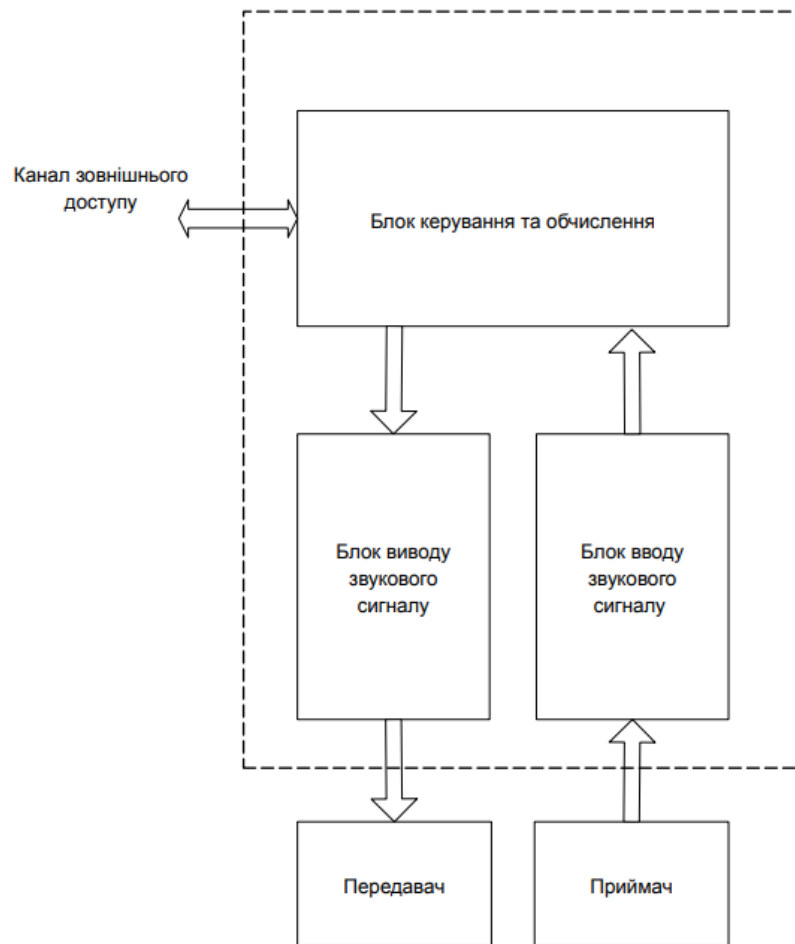 Канал зовнішнього
доступу
Блок керування та обчислення
Блок виводу
звукового
сигналу
Блок вводу
звукового
сигналу
Передавач
Приймач